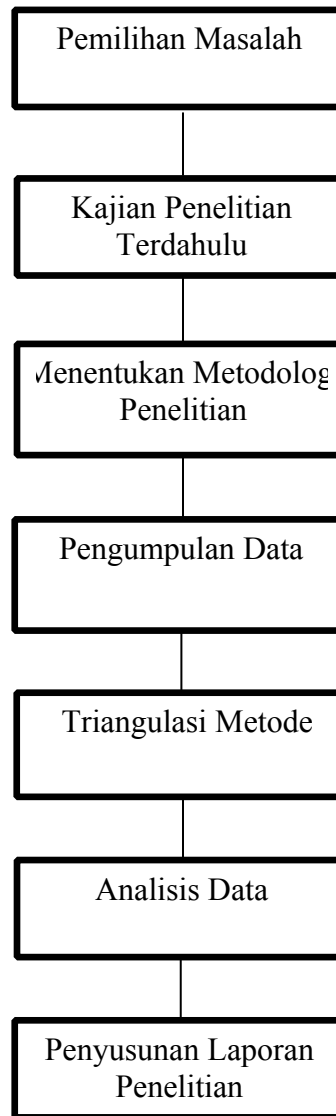 Pemilihan Masalah
Kajian Penelitian
Terdahulu
Menentukan Metodolog
Penelitian
Pengumpulan Data
Triangulasi Metode
Analisis Data
Penyusunan Laporan
Penelitian